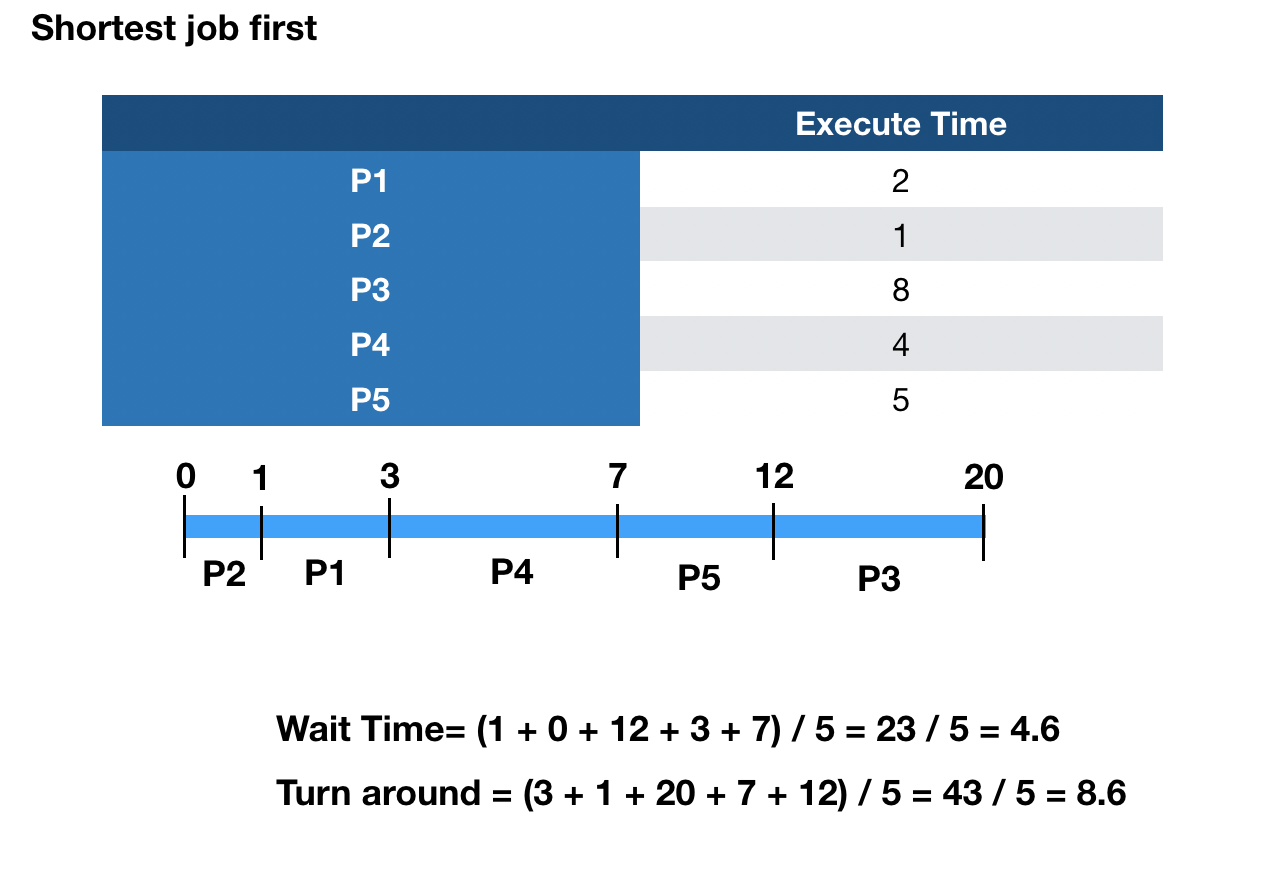 Shortest job first
Execute Time
P1 2
P2 1
P3 8
P4 4
P5 5
0 1 3 7 12 20
P2 P1 P4 P5 P3
Wait Time= (1 + 0 + 12 + 3 + 7) / 5 = 23 / 5 = 4.6
Turn around = (3 + 1 + 20 + 7 + 12) / 5 = 43 / 5 = 8.6